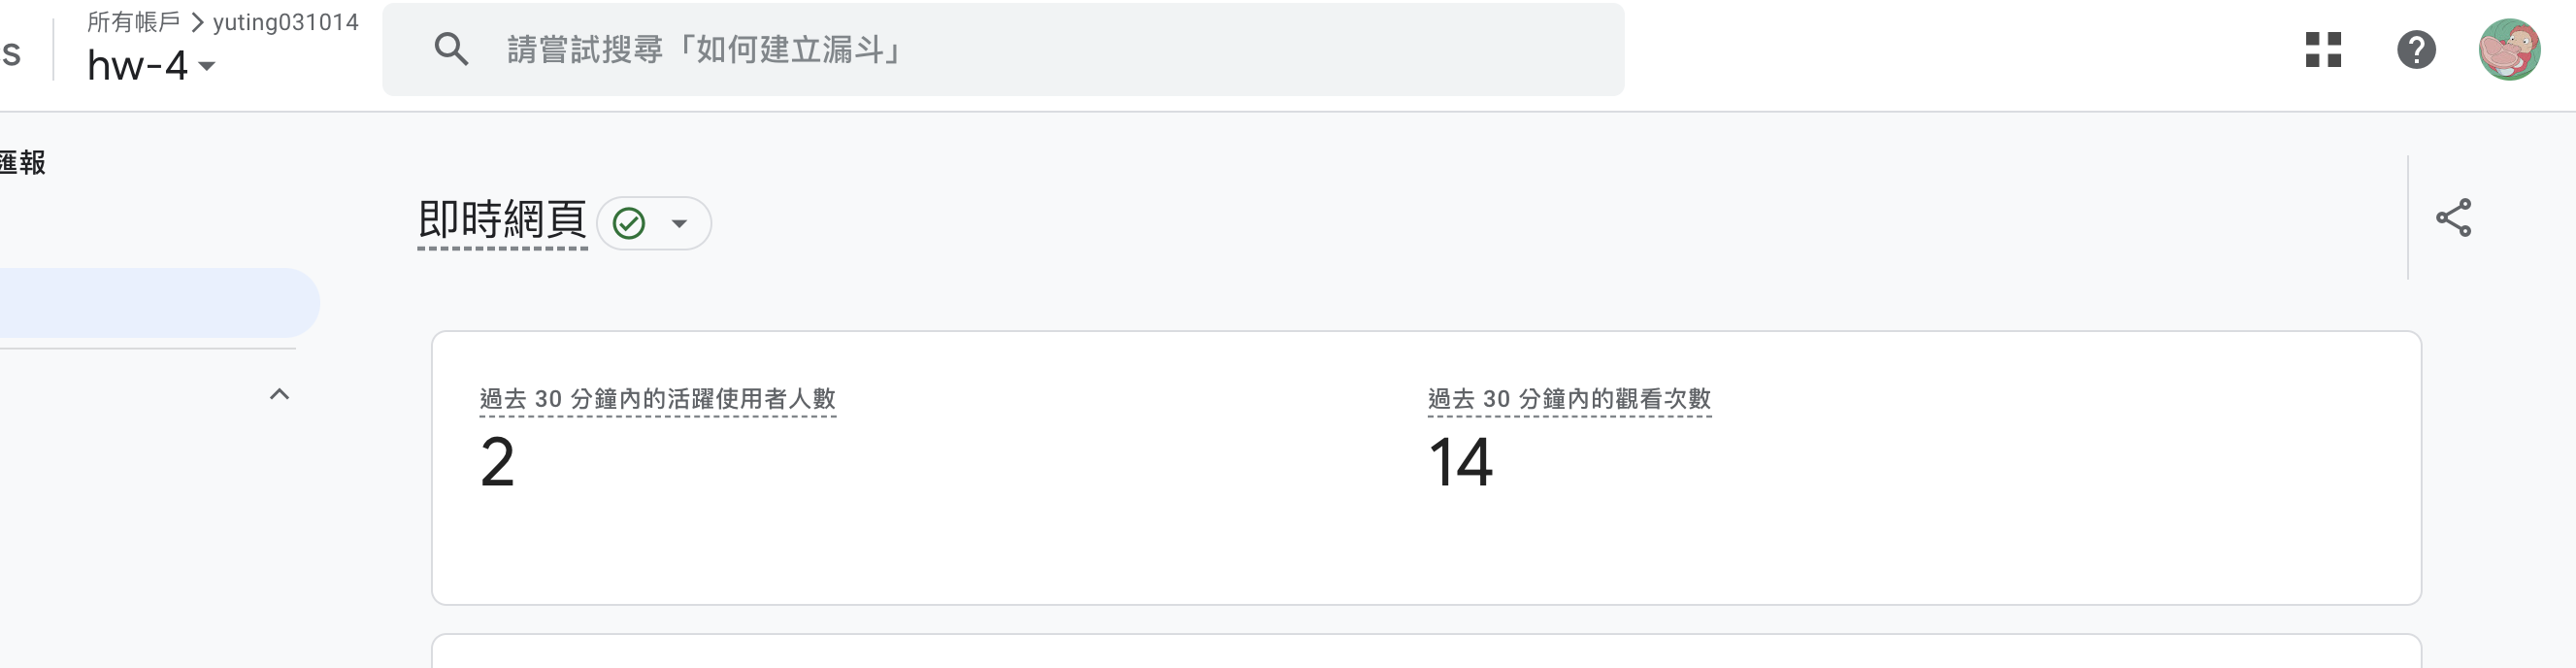 s
所有帳戶 > yuting031014
hw-4
請嘗試搜尋「如何建立漏斗」
匯報
即時網頁
過去 30 分鐘內的活躍使用者人數
2
過去 30 分鐘內的觀看次數
14